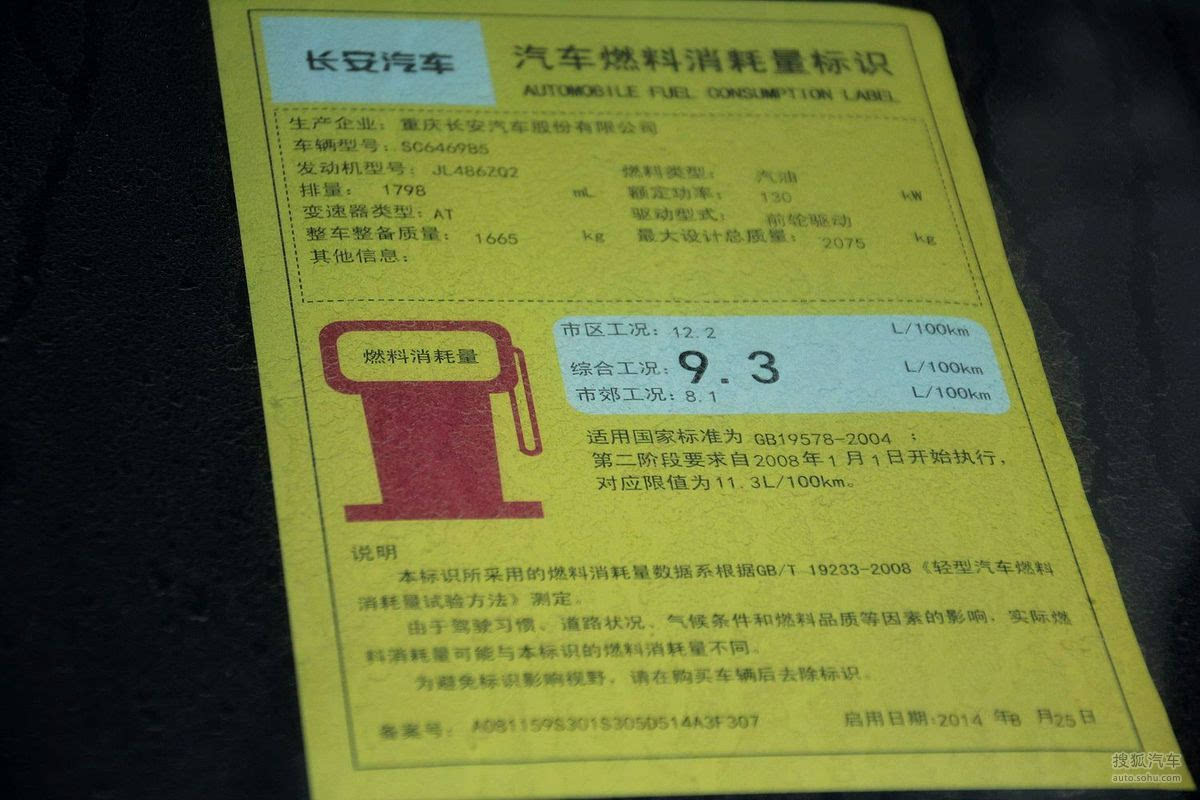 长安汽车
汽车燃料消耗量标识
AUTOMOBILE FUEL CONSUMPTION LABEL
生产企业：重庆长安汽车股份有限公司
车辆型号：SC6469B5
发动机型号：JL486ZQ2 燃料类型： 汽油
排量： 1798 mL 额定功率： 130 kW
变速器类型：AT 驱动型式： 前轮驱动
整车整备质量： 1665 kg 最大设计总质量： 2075 kg
其他信息：
燃料消耗量
市区工况：12.2 L/100km
综合工况：9.3 L/100km
市郊工况：8.1 L/100km
适用国家标准为 GB19578-2004 ；
第二阶段要求自2008年1月1日开始执行，
对应限值为11.3L/100km。
说明
本标识所采用的燃料消耗量数据系根据GB/T 19233-2008《轻型汽车燃料
消耗量试验方法》测定。
由于驾驶习惯、道路状况、气候条件和燃料品质等因素的影响，实际燃
料消耗量可能与本标识的燃料消耗量不同。
为避免标识影响视野，请在购买车辆后去除标识。
备案号： A081159S301S305D514A3F307 启用日期：2014 年8 月25日
搜狐汽车
auto.sohu.com